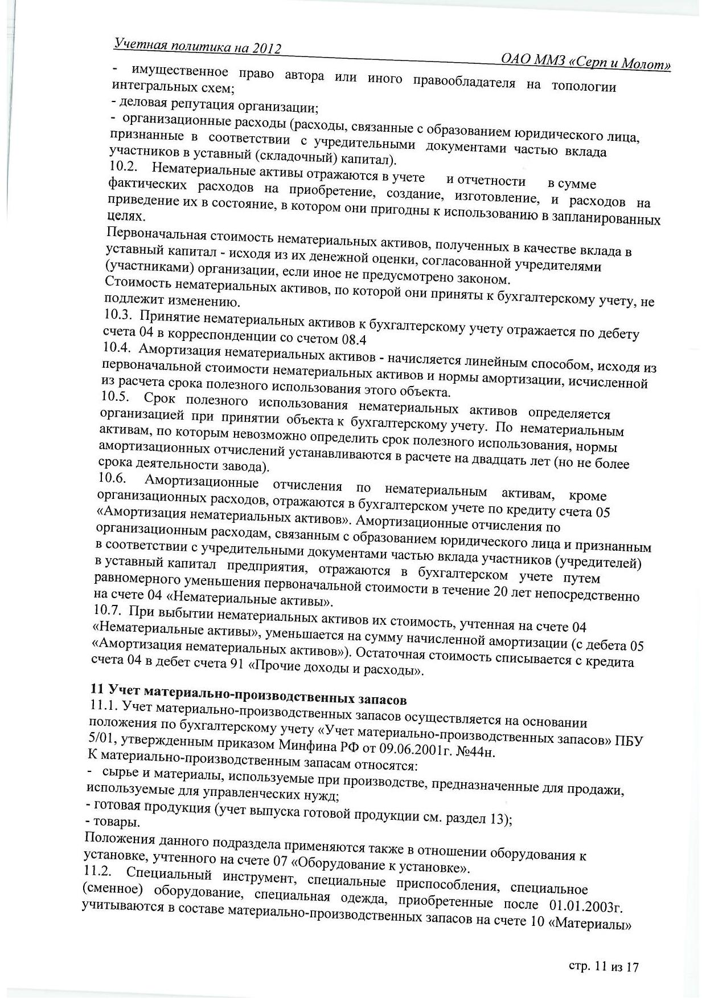 Учетная политика на 2012
ОАО ММЗ «Серп и Молот»
- имущественное право автора или иного правообладателя на топологии
интегральных схем;
- деловая репутация организации;
- организационные расходы (расходы, связанные с образованием юридического лица,
признанные в соответствии с учредительными документами частью вклада
участников в уставный (складочный) капитал).
10.2. Нематериальные активы отражаются в учете и отчетности в сумме
фактических расходов на приобретение, создание, изготовление, и расходов на
приведение их в состояние, в котором они пригодны к использованию в запланированных
целях.
Первоначальная стоимость нематериальных активов, полученных в качестве вклада в
уставный капитал - исходя из их денежной оценки, согласованной учредителями
(участниками) организации, если иное не предусмотрено законом.
Стоимость нематериальных активов, по которой они приняты к бухгалтерскому учету, не
подлежит изменению.
10.3. Принятие нематериальных активов к бухгалтерскому учету отражается по дебету
счета 04 в корреспонденции со счетом 08.4
10.4. Амортизация нематериальных активов - начисляется линейным способом, исходя из
первоначальной стоимости нематериальных активов и нормы амортизации, исчисленной
из расчета срока полезного использования этого объекта.
10.5. Срок полезного использования нематериальных активов определяется
организацией при принятии объекта к бухгалтерскому учету. По нематериальным
активам, по которым невозможно определить срок полезного использования, нормы
амортизационных отчислений устанавливаются в расчете на двадцать лет (но не более
срока деятельности завода).
10.6. Амортизационные отчисления по нематериальным активам, кроме
организационных расходов, отражаются в бухгалтерском учете по кредиту счета 05
«Амортизация нематериальных активов». Амортизационные отчисления по
организационным расходам, связанным с образованием юридического лица и признанным
в соответствии с учредительными документами частью вклада участников (учредителей)
в уставный капитал предприятия, отражаются в бухгалтерском учете путем
равномерного уменьшения первоначальной стоимости в течение 20 лет непосредственно
на счете 04 «Нематериальные активы».
10.7. При выбытии нематериальных активов их стоимость, учтенная на счете 04
«Нематериальные активы», уменьшается на сумму начисленной амортизации (с дебета 05
«Амортизация нематериальных активов»). Остаточная стоимость списывается с кредита
счета 04 в дебет счета 91 «Прочие доходы и расходы».
11 Учет материально-производственных запасов
11.1. Учет материально-производственных запасов осуществляется на основании
положения по бухгалтерскому учету «Учет материально-производственных запасов» ПБУ
5/01, утвержденным приказом Минфина РФ от 09.06.2001г. №44н.
К материально-производственным запасам относятся:
- сырье и материалы, используемые при производстве, предназначенные для продажи,
используемые для управленческих нужд;
- готовая продукция (учет выпуска готовой продукции см. раздел 13);
- товары.
Положения данного подраздела применяются также в отношении оборудования к
установке, учтенного на счете 07 «Оборудование к установке».
11.2. Специальный инструмент, специальные приспособления, специальное
(сменное) оборудование, специальная одежда, приобретенные после 01.01.2003г.
учитываются в составе материально-производственных запасов на счете 10 «Материалы»
стр. 11 из 17